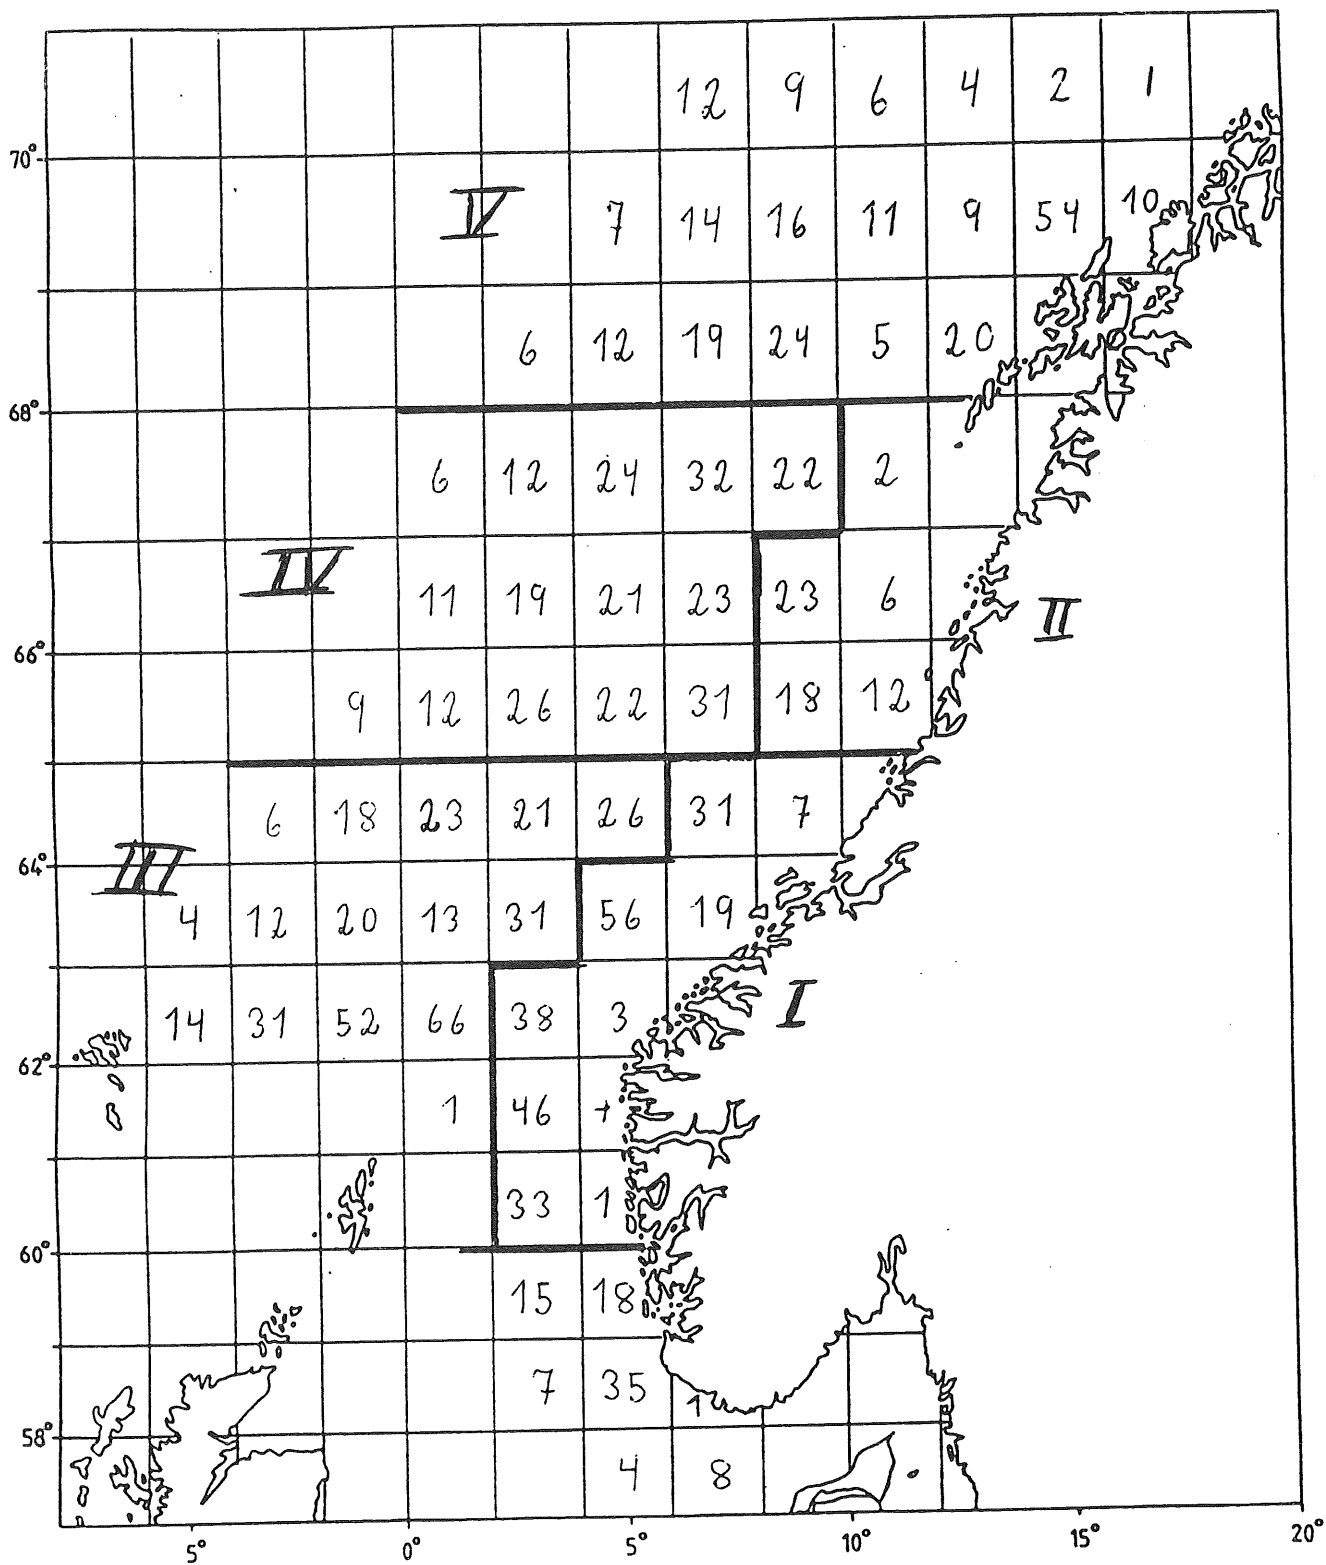 12 9 6 4 2 1
70°
IV 7 14 16 11 9 54 10
6 12 19 24 5 20
68°
6 12 24 32 22 2
IV 11 19 21 23 23 6 II
66°
9 12 26 22 31 18 12
6 18 23 21 26 31 7
III
64°
4 12 20 13 31 56 19
14 31 52 66 38 3 I
62°
1 46 +
33 1
60°
15 18
7 35 1
58°
4 8
5° 0° 5° 10° 15° 20°